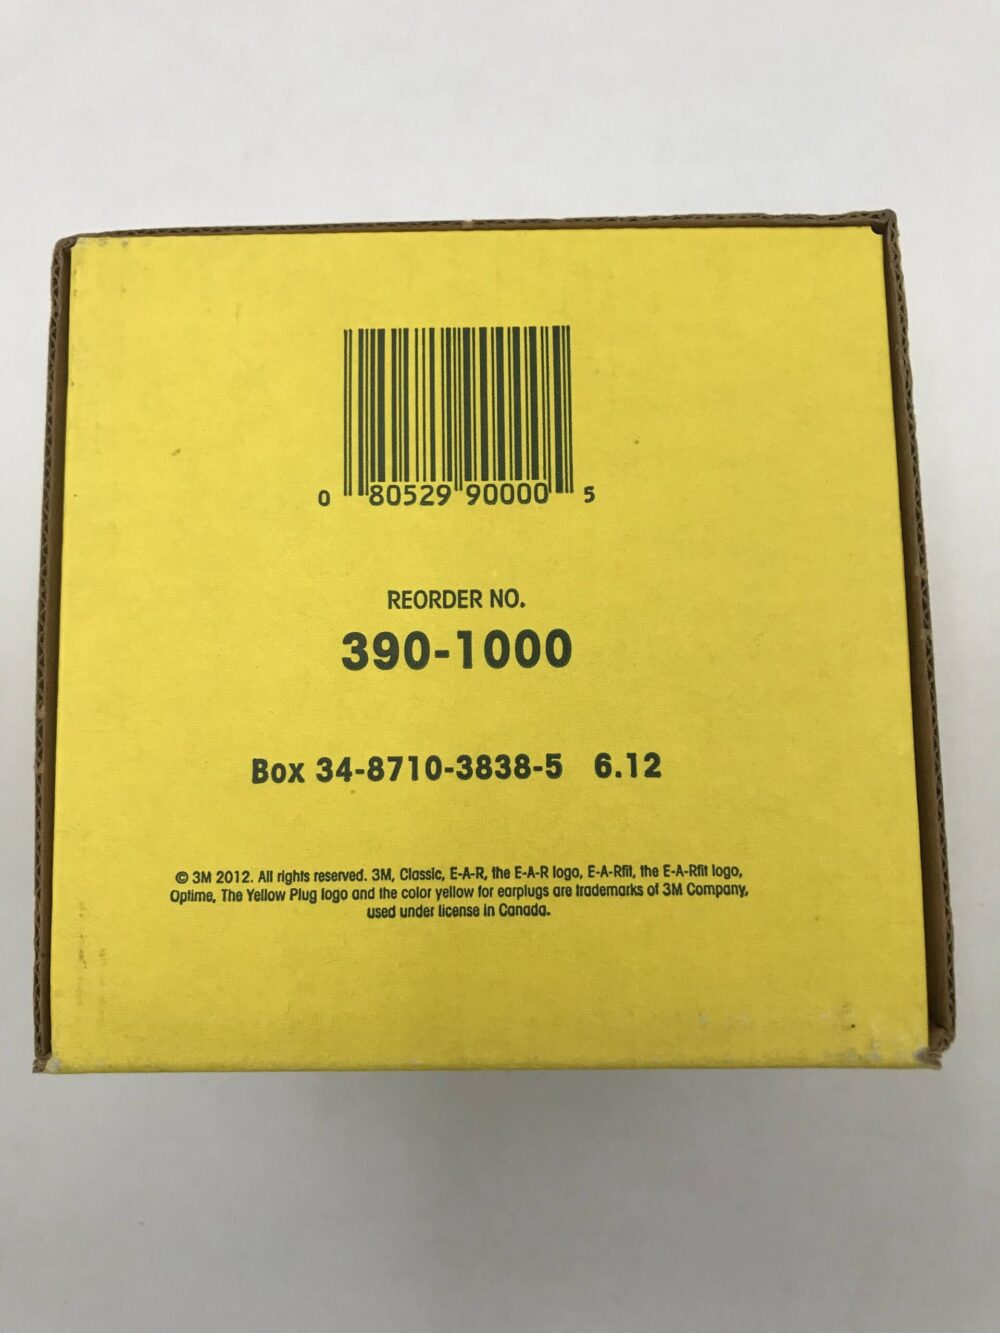 0 80529 90000 5
REORDER NO.
390-1000
Box 34-8710-3838-5 6.12
© 3M 2012. All rights reserved. 3M, Classic, E-A-R, the E-A-R logo, E-A-Rfit, the E-A-Rfit logo,
Optime, The Yellow Plug logo and the color yellow for earplugs are trademarks of 3M Company,
used under license in Canada.